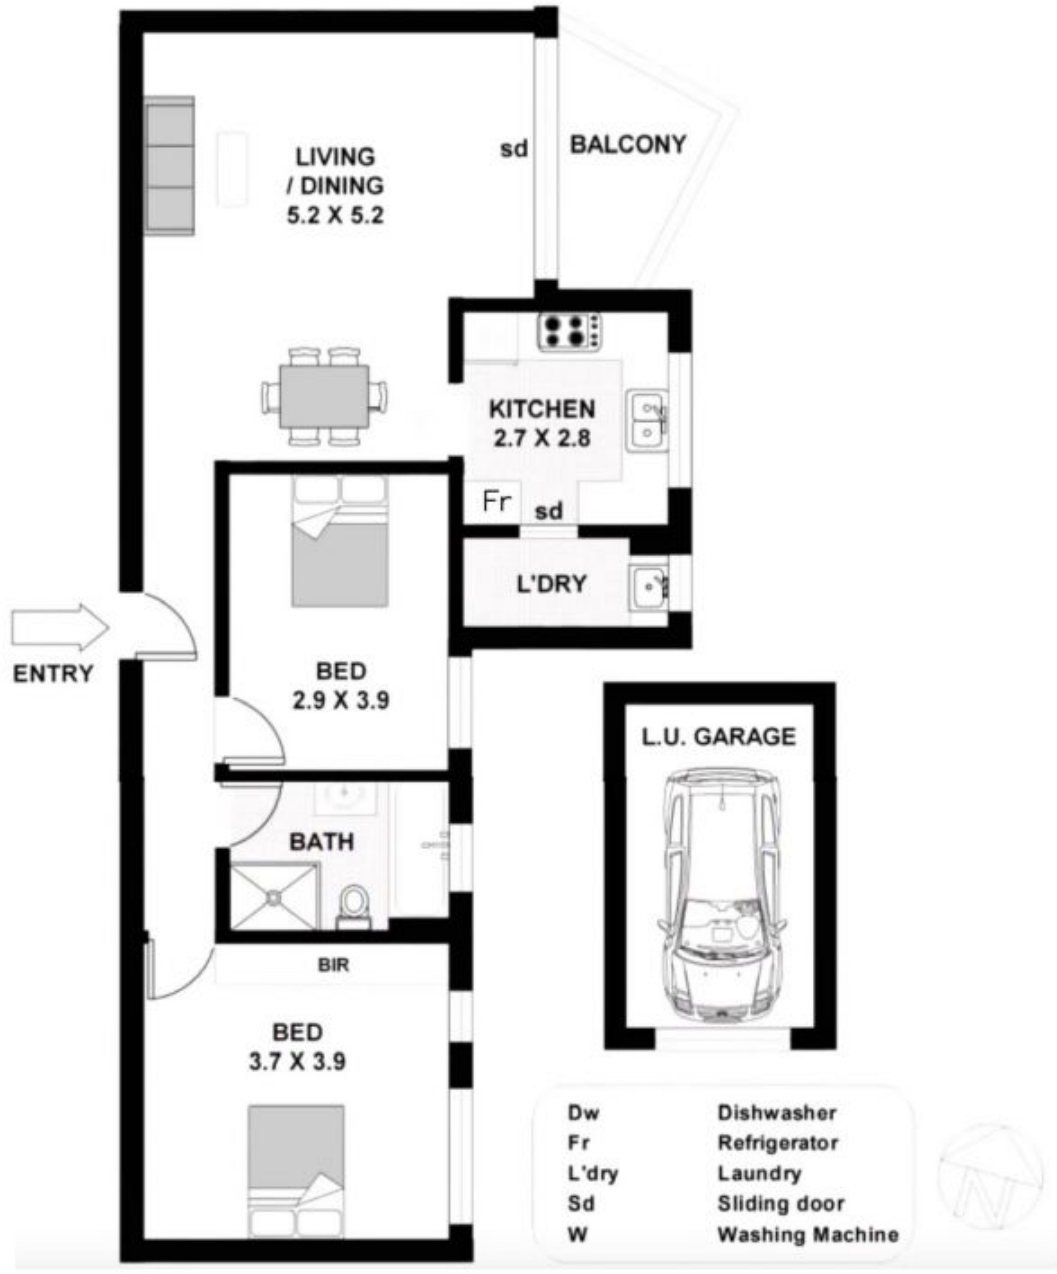 LIVING
/ DINING
5.2 X 5.2
sd
BALCONY
KITCHEN
2.7 X 2.8
Fr
sd
L'DRY
ENTRY
BED
2.9 X 3.9
L.U. GARAGE
BATH
BIR
BED
3.7 X 3.9
Dw Dishwasher
Fr Refrigerator
L'dry Laundry
Sd Sliding door
W Washing Machine
N